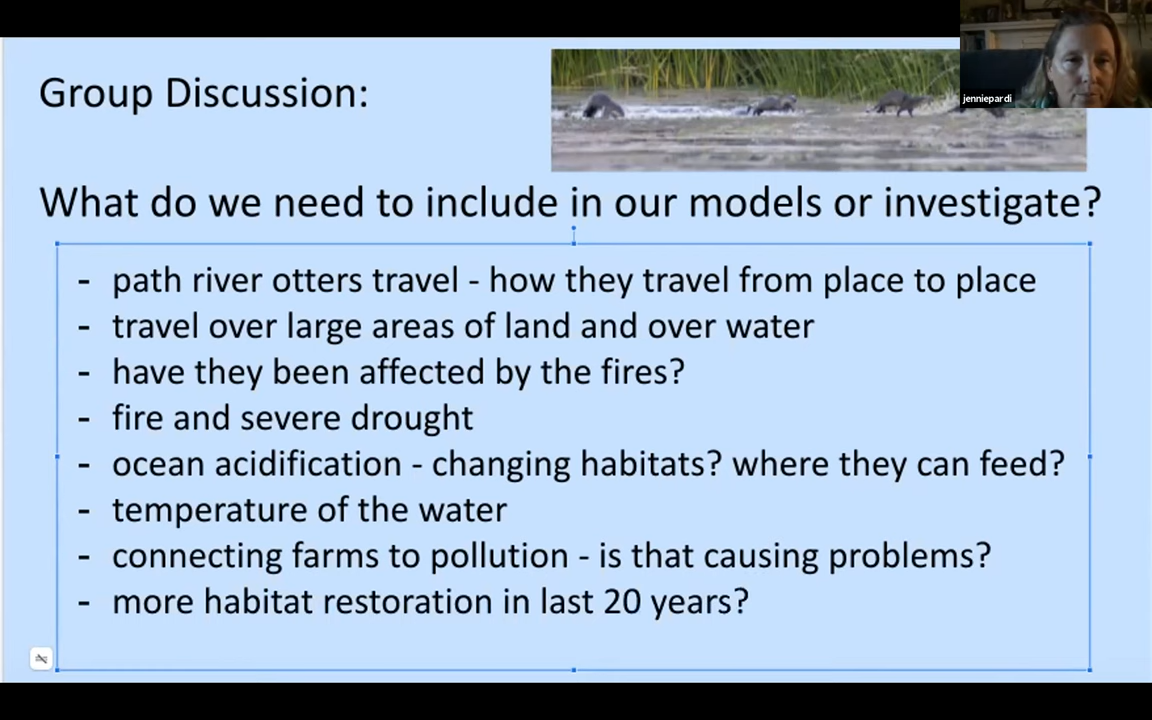 Group Discussion:
jenniepardi
What do we need to include in our models or investigate?
- path river otters travel - how they travel from place to place
- travel over large areas of land and over water
- have they been affected by the fires?
- fire and severe drought
- ocean acidification - changing habitats? where they can feed?
- temperature of the water
- connecting farms to pollution - is that causing problems?
- more habitat restoration in last 20 years?